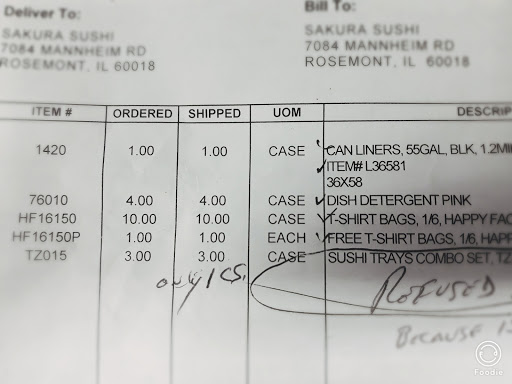 Deliver To: Bill To:
SAKURA SUSHI SAKURA SUSHI
7084 MANNHEIM RD 7084 MANNHEIM RD
ROSEMONT, IL 60018 ROSEMONT, IL 60018
ITEM # ORDERED SHIPPED UOM DESCRIP
1420 1.00 1.00 CASE CAN LINERS, 55GAL, BLK, 1.2MI
ITEM# L36581
36X58
76010 4.00 4.00 CASE DISH DETERGENT PINK
HF16150 10.00 10.00 CASE T-SHIRT BAGS, 1/6, HAPPY FAC
HF16150P 1.00 1.00 EACH FREE T-SHIRT BAGS, 1/6, HAPP
TZ015 3.00 3.00 CASE SUSHI TRAYS COMBO SET, TZ
only 1 CS. REFUSED
BECAUSE
Foodie